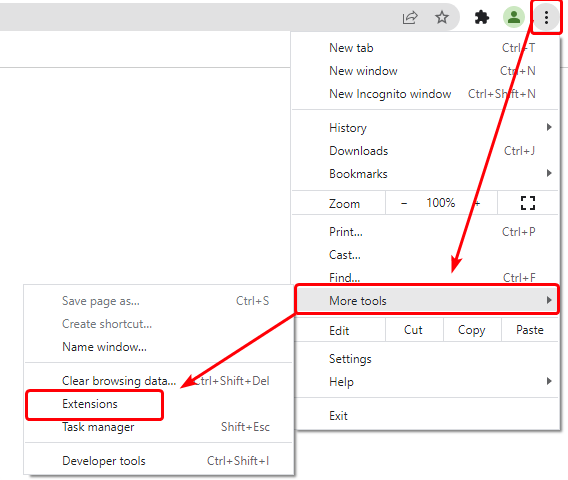 New tab Ctrl+T
New window Ctrl+N
New Incognito window Ctrl+Shift+N
History
Downloads Ctrl+J
Bookmarks
Zoom − 100% +
Print... Ctrl+P
Cast...
Find... Ctrl+F
More tools
Edit Cut Copy Paste
Settings
Help
Exit
Save page as... Ctrl+S
Create shortcut...
Name window...
Clear browsing data... Ctrl+Shift+Del
Extensions
Task manager Shift+Esc
Developer tools Ctrl+Shift+I